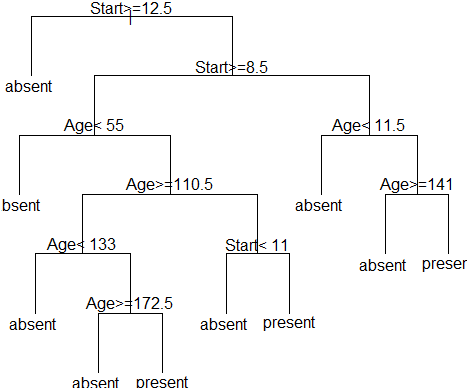 Start>=12.5
absent
Start>=8.5
Age< 55
Age< 11.5
bsent
Age>=110.5
absent
Age>=141
Age< 133
Start< 11
absent
preser
absent
Age>=172.5
absent
present
absent
present